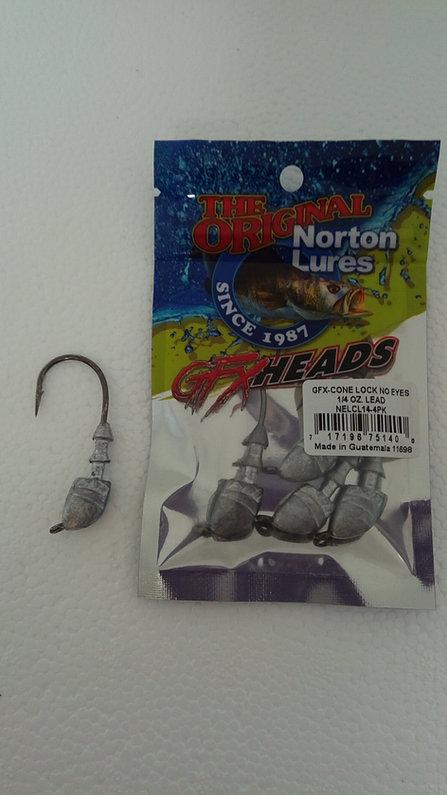 THE
ORIGINAL
Norton
Lures
SINCE 1987
GFX HEADS
GFX-CONE LOCK NO EYES
1/4 OZ. LEAD
NELCL14-4PK
7 17196 75140 0
Made in Guatemala 11698